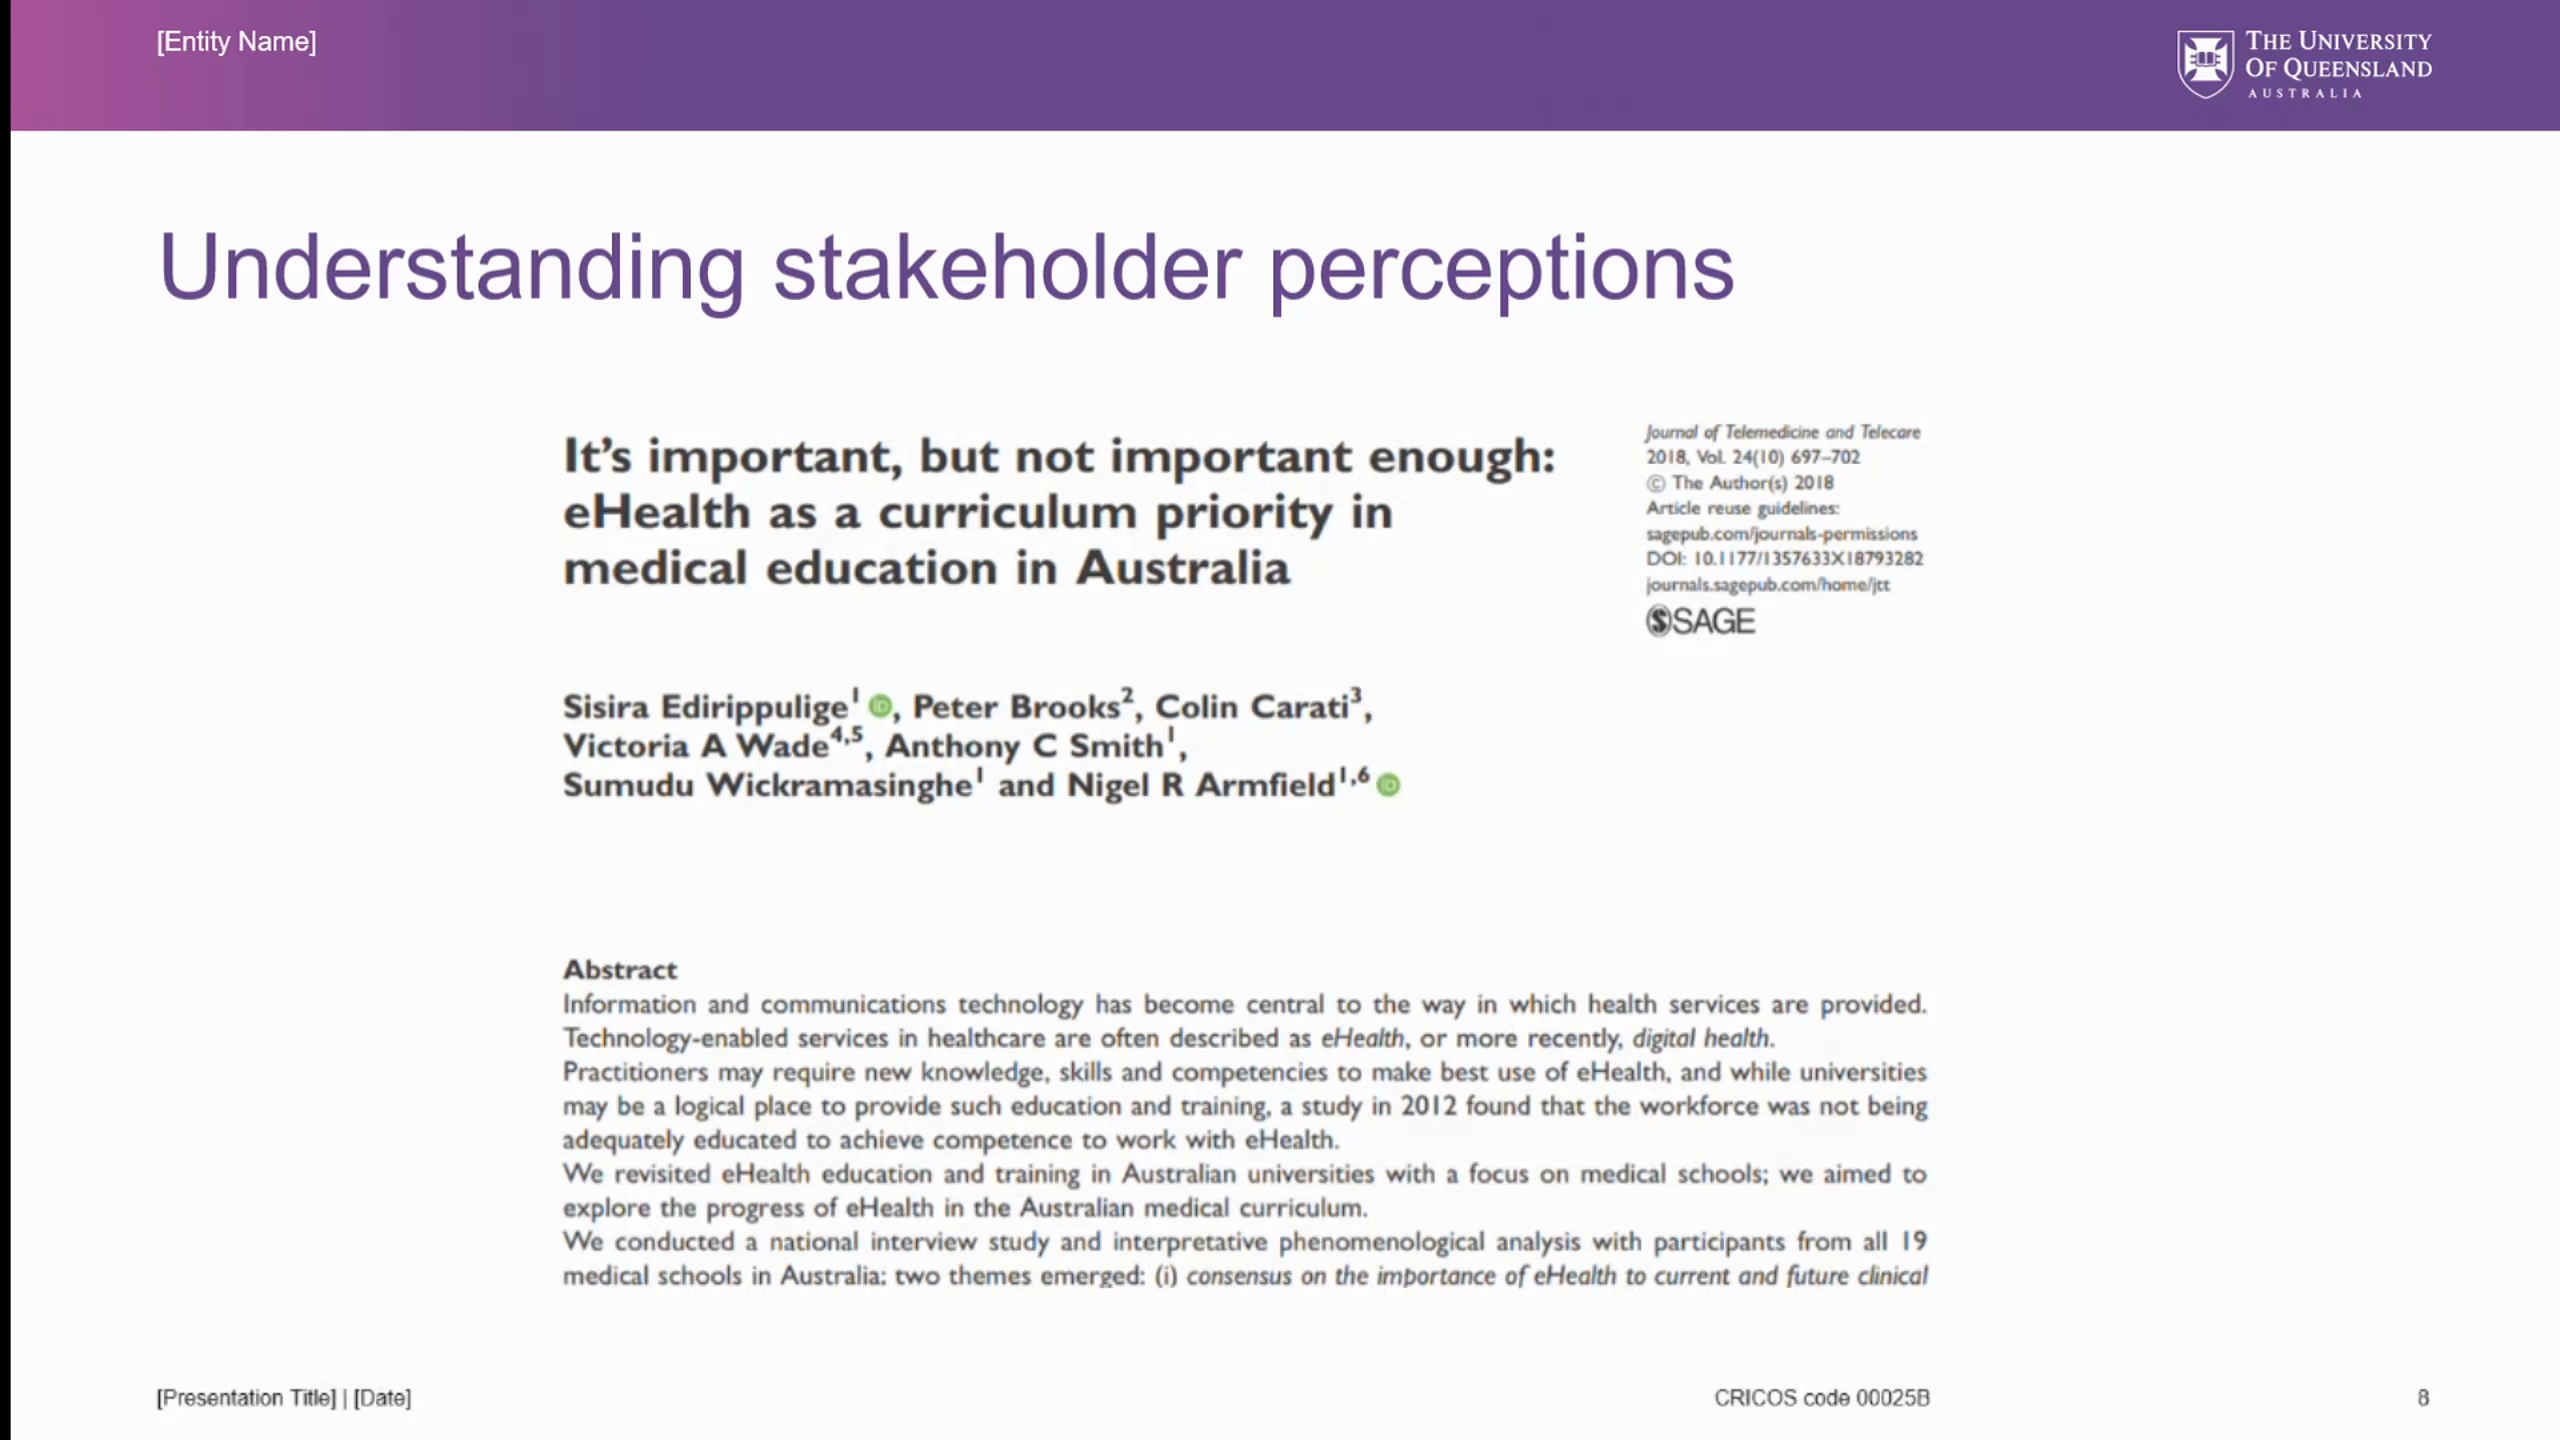 [Entity Name]
THE UNIVERSITY
OF QUEENSLAND
AUSTRALIA
Understanding stakeholder perceptions
It's important, but not important enough:
eHealth as a curriculum priority in
medical education in Australia
Journal of Telemedicine and Telecare
2018, Vol. 24(10) 697–702
© The Author(s) 2018
Article reuse guidelines:
sagepub.com/journals-permissions
DOI: 10.1177/1357633X18793282
journals.sagepub.com/home/jtt
SAGE
Sisira Edirippulige¹ iD, Peter Brooks², Colin Carati³,
Victoria A Wade⁴,⁵, Anthony C Smith¹,
Sumudu Wickramasinghe¹ and Nigel R Armfield¹,⁶ iD
Abstract
Information and communications technology has become central to the way in which health services are provided.
Technology-enabled services in healthcare are often described as eHealth, or more recently, digital health.
Practitioners may require new knowledge, skills and competencies to make best use of eHealth, and while universities
may be a logical place to provide such education and training, a study in 2012 found that the workforce was not being
adequately educated to achieve competence to work with eHealth.
We revisited eHealth education and training in Australian universities with a focus on medical schools; we aimed to
explore the progress of eHealth in the Australian medical curriculum.
We conducted a national interview study and interpretative phenomenological analysis with participants from all 19
medical schools in Australia; two themes emerged: (i) consensus on the importance of eHealth to current and future clinical
[Presentation Title] | [Date]
CRICOS code 00025B
8